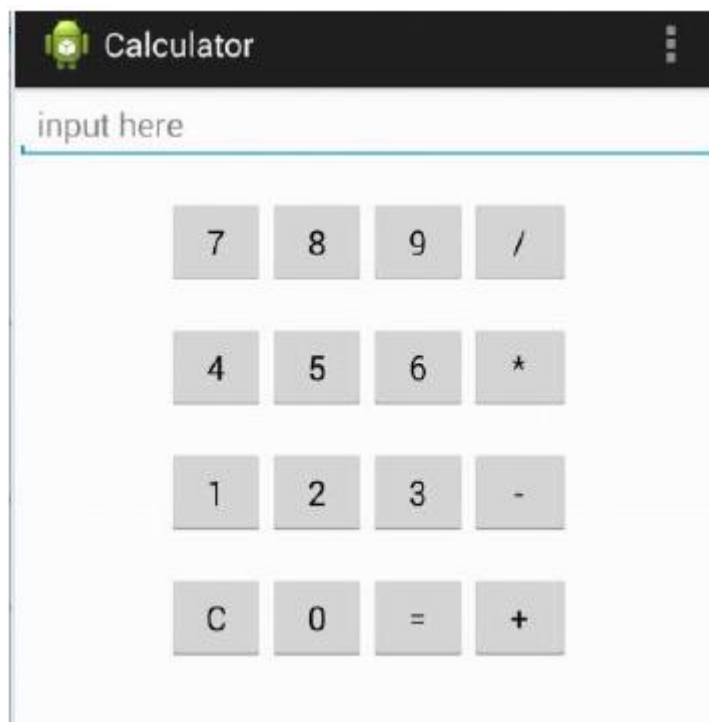 Calculator
input here
7 8 9 /
4 5 6 *
1 2 3 -
C 0 = +